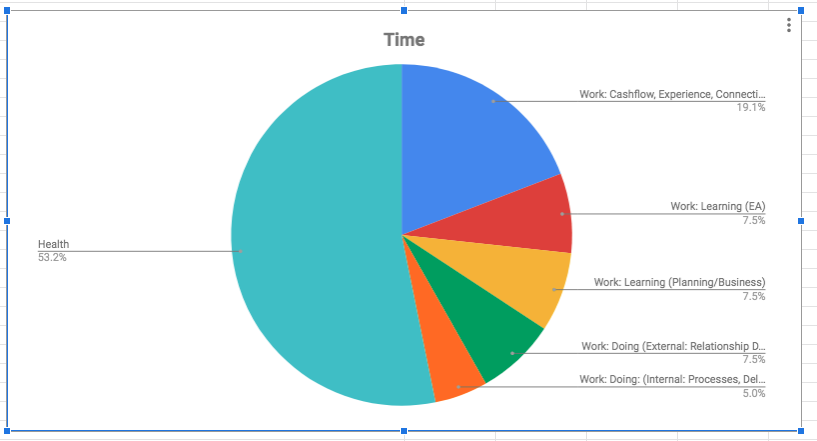 Time
Work: Cashflow, Experience, Connecti...
19.1%
Work: Learning (EA)
7.5%
Health
53.2%
Work: Learning (Planning/Business)
7.5%
Work: Doing (External: Relationship D...
7.5%
Work: Doing: (Internal: Processes, Del...
5.0%